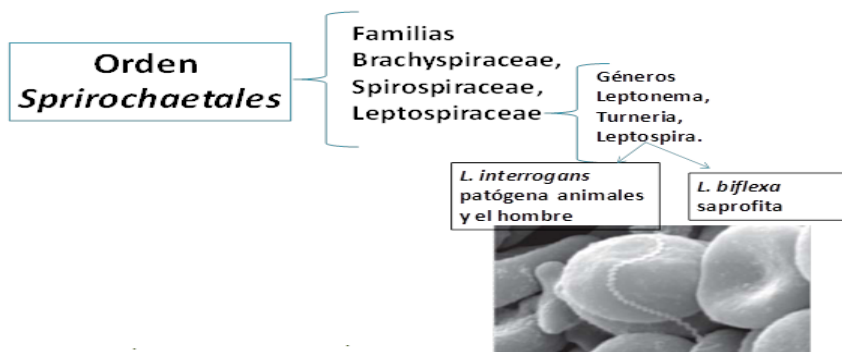 Orden
Sprirochaetales
Familias
Brachyspiraceae,
Spirospiraceae,
Leptospiraceae
Géneros
Leptonema,
Turneria,
Leptospira.
L. interrogans
patógena animales
y el hombre
L. biflexa
saprofita